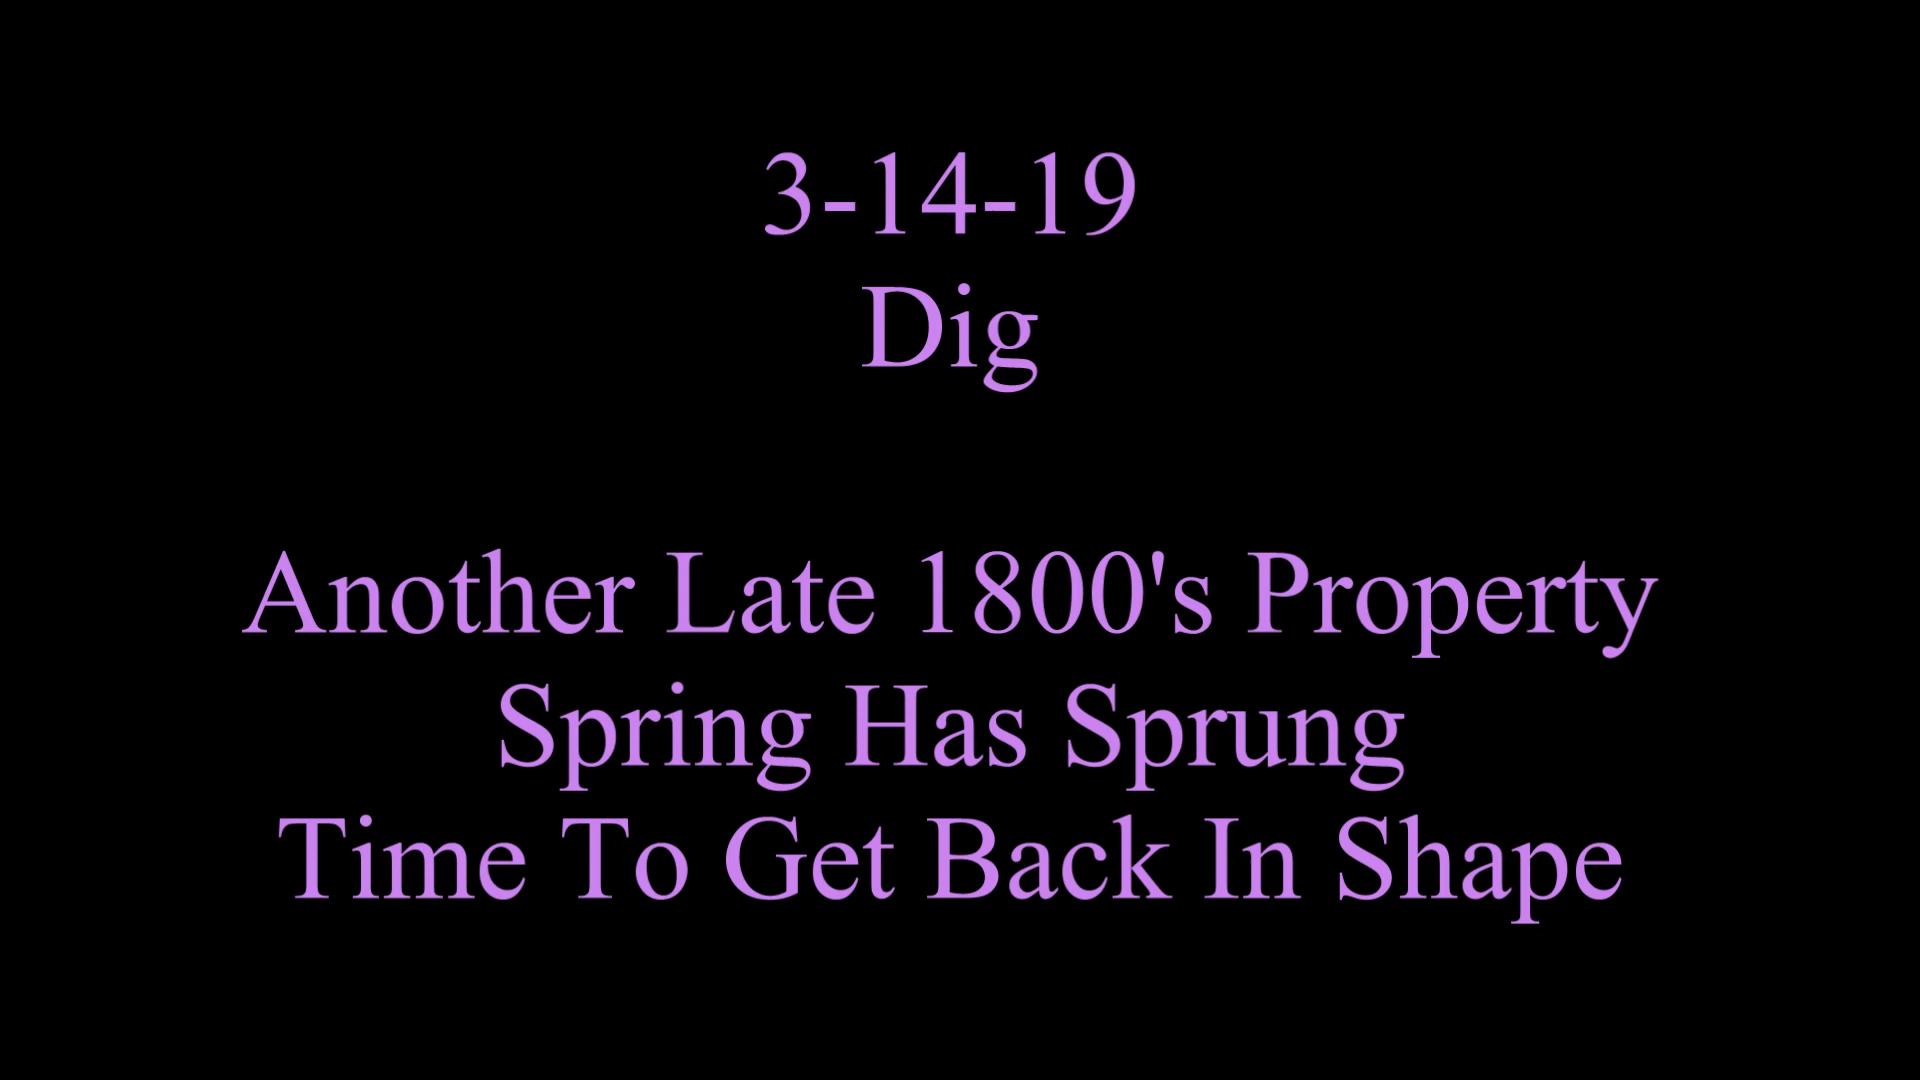 3-14-19
Dig
Another Late 1800's Property
Spring Has Sprung
Time To Get Back In Shape